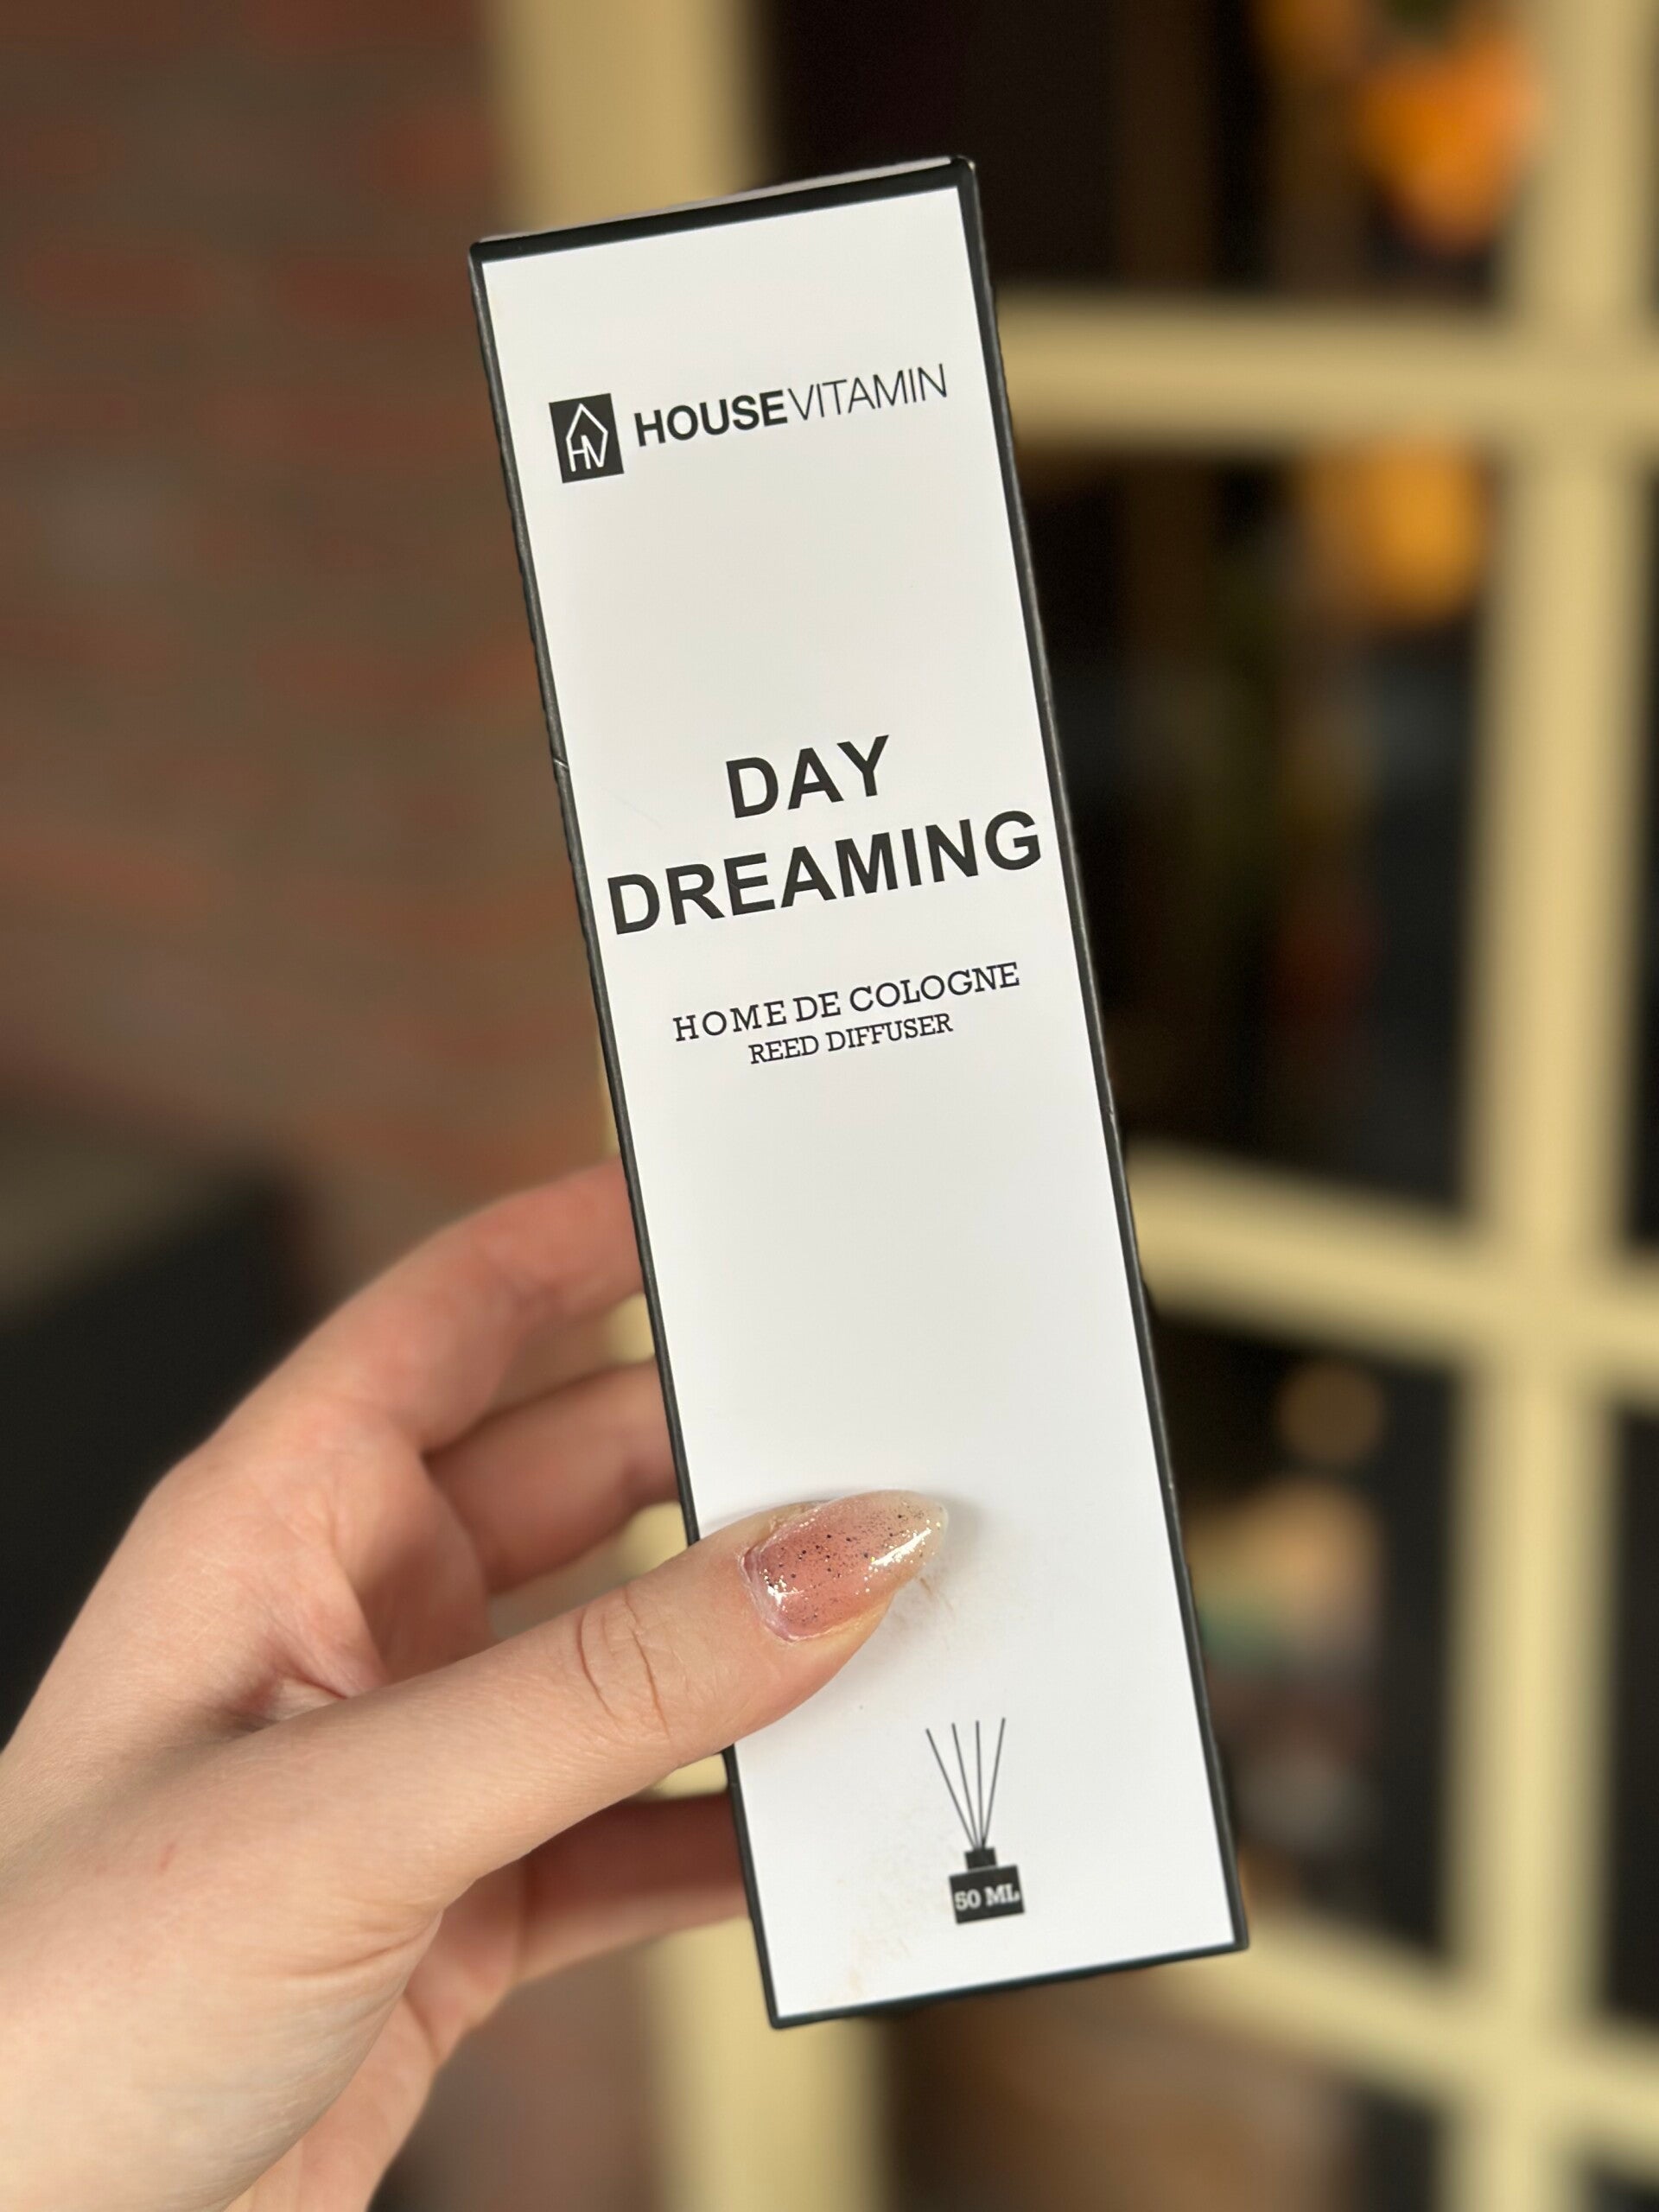 HV HOUSEVITAMIN
DAY
DREAMING
HOME DE COLOGNE
REED DIFFUSER
50 ML